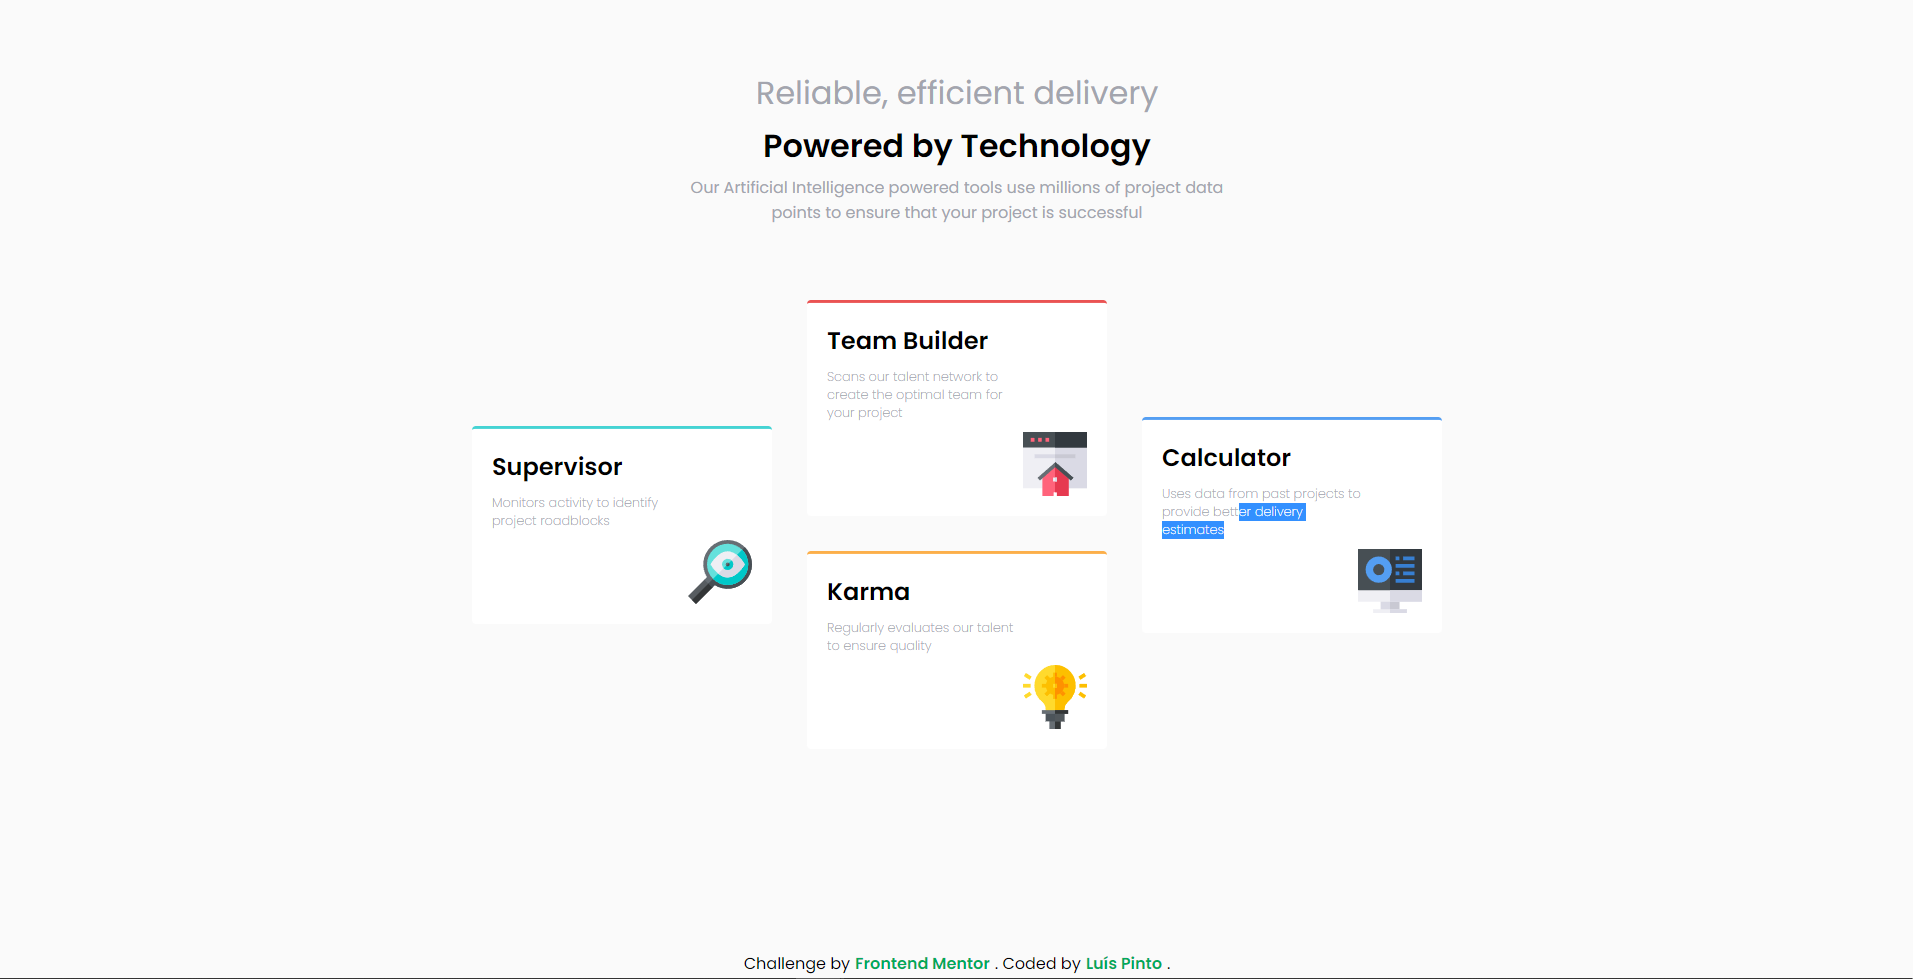 Reliable, efficient delivery
Powered by Technology
Our Artificial Intelligence powered tools use millions of project data
points to ensure that your project is successful
Team Builder
Scans our talent network to
create the optimal team for
your project
Supervisor
Monitors activity to identify
project roadblocks
Calculator
Uses data from past projects to
provide better delivery
estimates
Karma
Regularly evaluates our talent
to ensure quality
Challenge by Frontend Mentor . Coded by Luís Pinto .